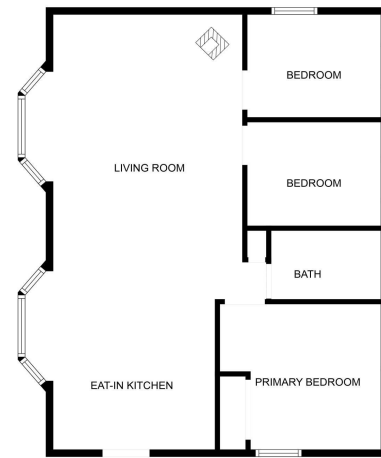 BEDROOM
LIVING ROOM
BEDROOM
BATH
EAT-IN KITCHEN
PRIMARY BEDROOM